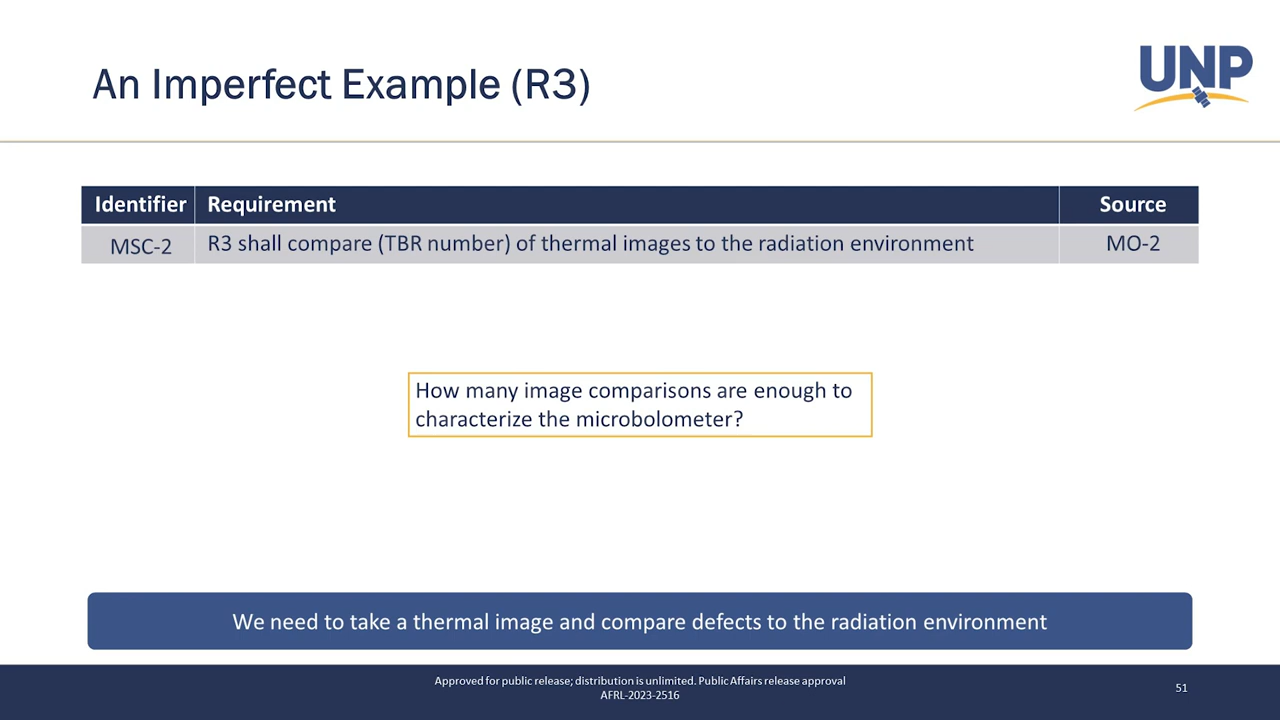 An Imperfect Example (R3)
UNP
Identifier Requirement Source
MSC-2 R3 shall compare (TBR number) of thermal images to the radiation environment MO-2
How many image comparisons are enough to
characterize the microbolometer?
We need to take a thermal image and compare defects to the radiation environment
Approved for public release; distribution is unlimited. Public Affairs release approval
AFRL-2023-2516
51